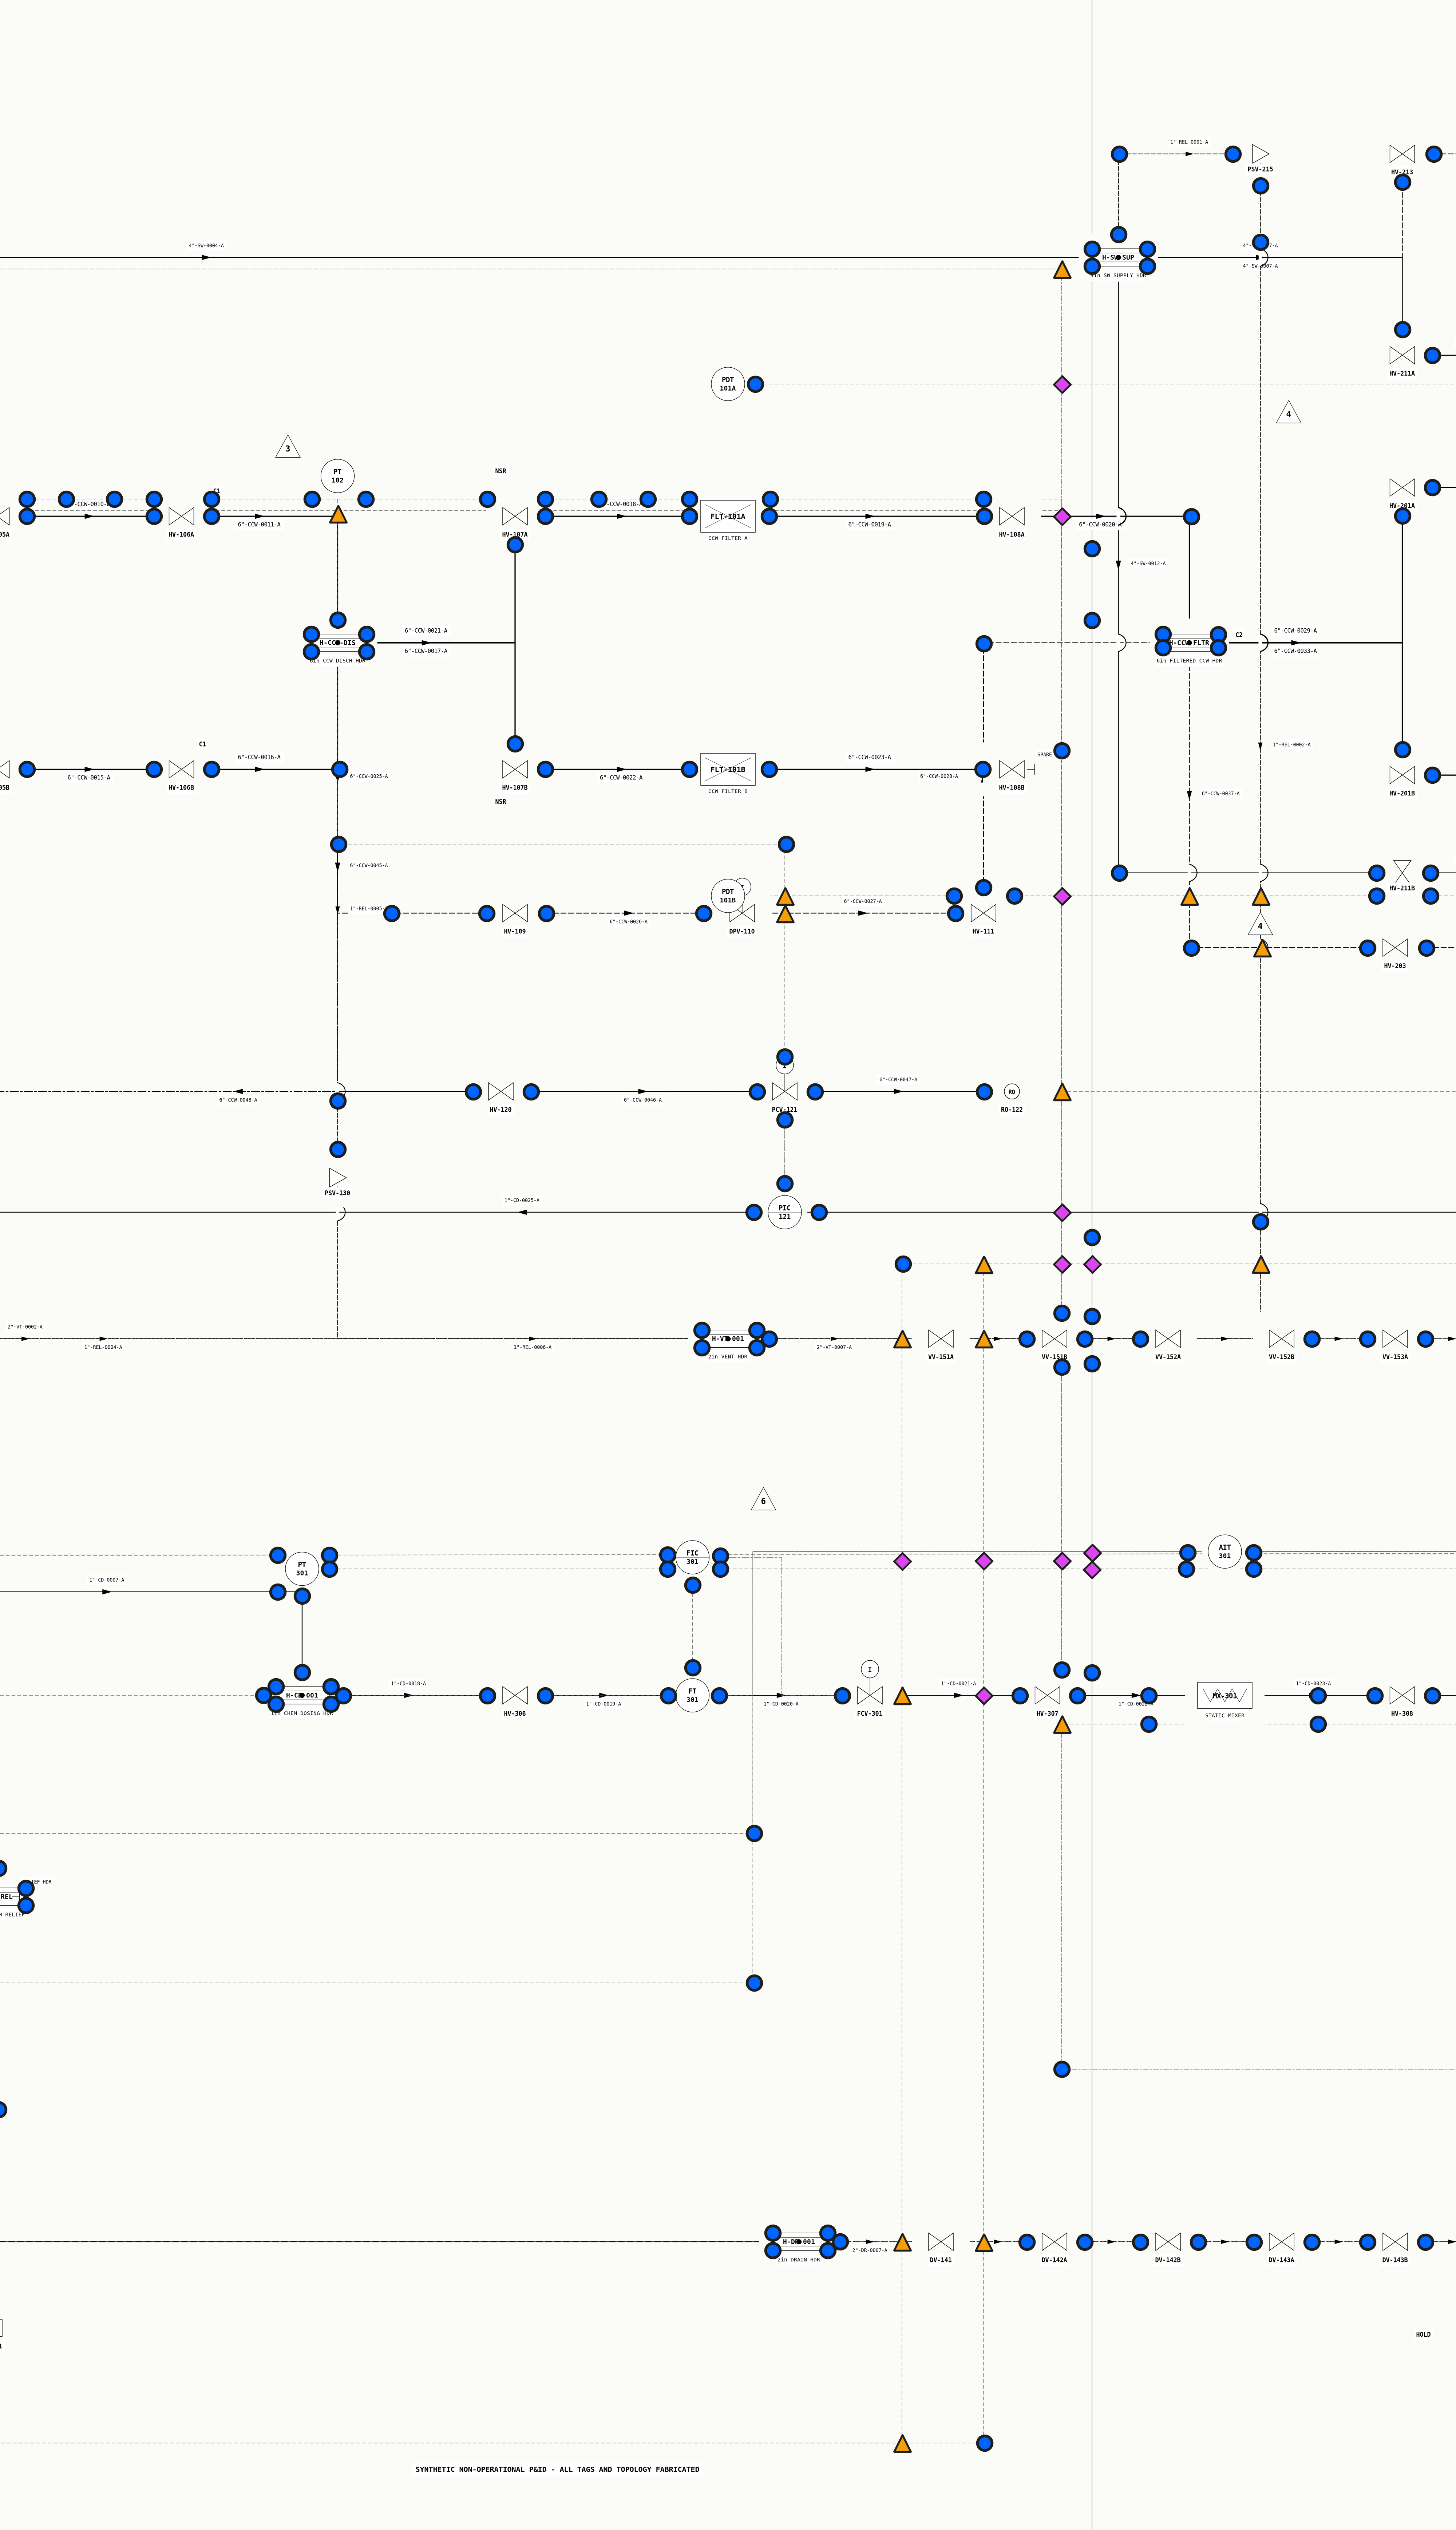 1"-REL-0001-A
PSV-215
HV-213
4"-SW-0004-A
4"-SW-0007-A
HV-211A
PDT
101A
4
3
PT
102
NSR
C1
HV-201A
FLT-101A
6"-CCW-0011-A
6"-CCW-0019-A
HV-106A
HV-107A
CCW FILTER A
HV-108A
4"-SW-0012-A
6"-CCW-0021-A
6"-CCW-0029-A
C2
6"-CCW-0017-A
6"-CCW-0033-A
6in FILTERED CCW HDR
C1
1"-REL-0002-A
6"-CCW-0016-A
6"-CCW-0023-A
SPARE
FLT-101B
6"-CCW-0015-A
6"-CCW-0025-A
6"-CCW-0022-A
6"-CCW-0028-A
05B
HV-106B
HV-107B
CCW FILTER B
HV-108B
HV-201B
6"-CCW-0037-A
NSR
6"-CCW-0045-A
HV-211B
PDT
101B
6"-CCW-0027-A
6"-CCW-0026-A
HV-109
DPV-110
HV-111
4
HV-203
6"-CCW-0047-A
6"-CCW-0048-A
6"-CCW-0046-A
RO
HV-120
PCV-121
RO-122
PSV-130
1"-CD-0025-A
PIC
121
2"-VT-0002-A
1"-REL-0004-A
1"-REL-0006-A
2"-VT-0007-A
2in VENT HDR
VV-151A
VV-151B
VV-152A
VV-152B
VV-153A
6
PT
301
FIC
301
AIT
301
1"-CD-0007-A
1"-CD-0018-A
1"-CD-0019-A
FT
301
1"-CD-0020-A
I
1"-CD-0021-A
1"-CD-0023-A
MX-301
1in CHEM DOSING HDR
HV-306
FCV-301
HV-307
STATIC MIXER
HV-308
2"-DR-0007-A
2in DRAIN HDR
DV-141
DV-142A
DV-142B
DV-143A
DV-143B
HOLD
SYNTHETIC NON-OPERATIONAL P&ID - ALL TAGS AND TOPOLOGY FABRICATED